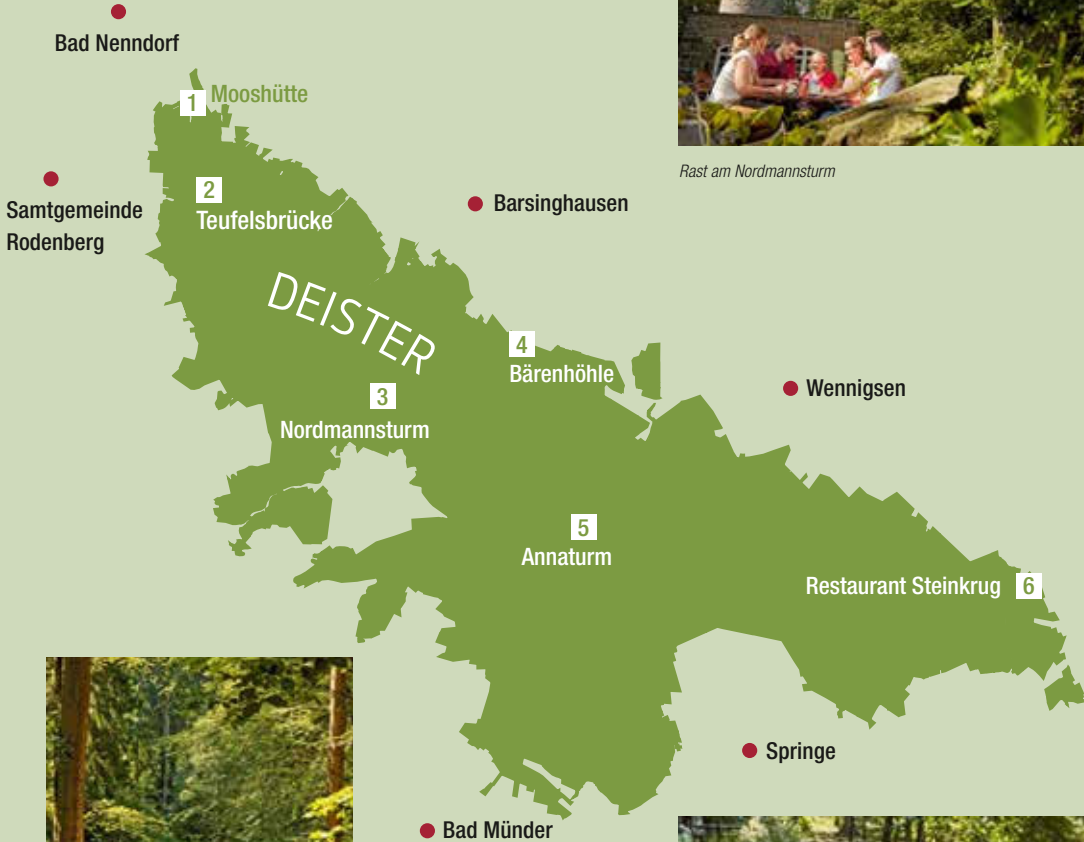 Bad Nenndorf
1 Mooshütte
Rast am Nordmannsturm
2
Teufelsbrücke
Samtgemeinde
Rodenberg
Barsinghausen
DEISTER
4
Bärenhöhle
3
Nordmannsturm
Wennigsen
5
Annaturm
Restaurant Steinkrug 6
Springe
Bad Münder